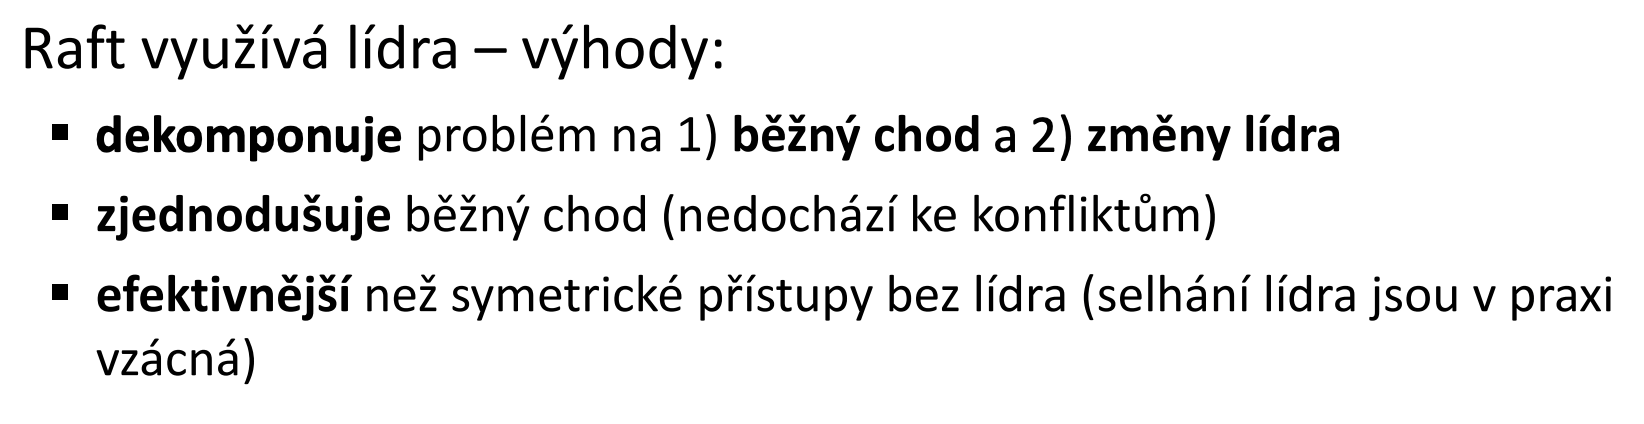 Raft využívá lídra – výhody:
▪ dekomponuje problém na 1) běžný chod a 2) změny lídra
▪ zjednodušuje běžný chod (nedochází ke konfliktům)
▪ efektivnější než symetrické přístupy bez lídra (selhání lídra jsou v praxi
vzácná)